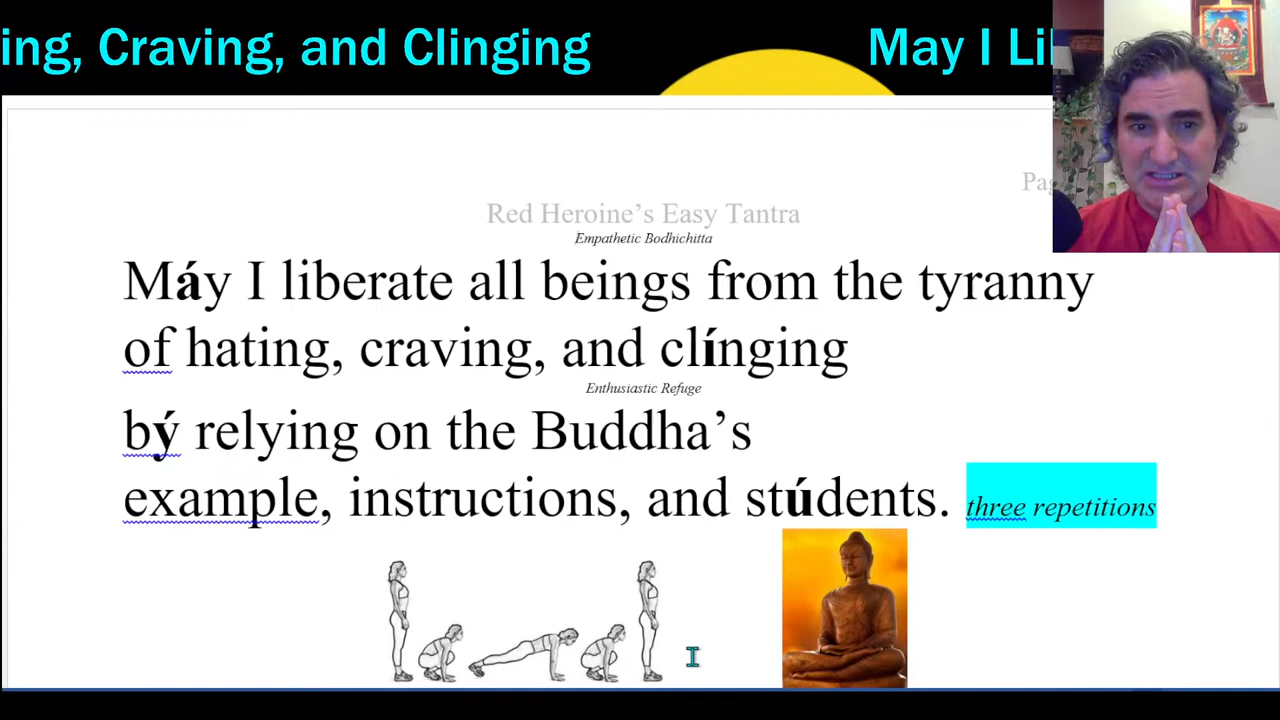 ing, Craving, and Clinging
May I Li
Pa
Red Heroine's Easy Tantra
Empathetic Bodhichitta
Máy I liberate all beings from the tyranny
of hating, craving, and clínging
Enthusiastic Refuge
bý relying on the Buddha's
example, instructions, and stúdents. three repetitions